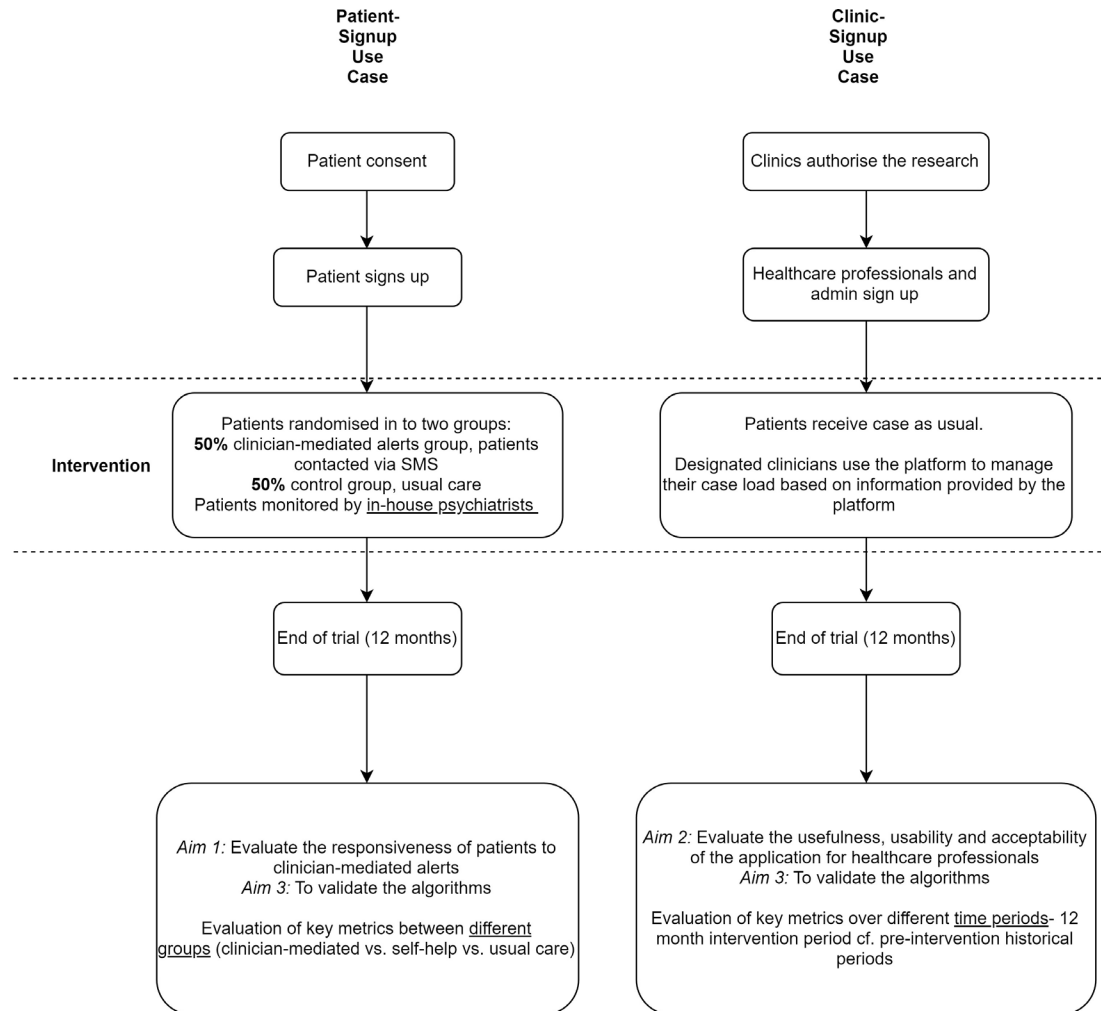 Patient-
Signup
Use
Case
Clinic-
Signup
Use
Case
Patient consent
Clinics authorise the research
Patient signs up
Healthcare professionals and
admin sign up
Intervention
Patients randomised in to two groups:
50% clinician-mediated alerts group, patients
contacted via SMS
50% control group, usual care
Patients monitored by in-house psychiatrists
Patients receive case as usual.
Designated clinicians use the platform to manage
their case load based on information provided by the
platform
End of trial (12 months)
End of trial (12 months)
Aim 1: Evaluate the responsiveness of patients to
clinician-mediated alerts
Aim 3: To validate the algorithms
Evaluation of key metrics between different
groups (clinician-mediated vs. self-help vs. usual care)
Aim 2: Evaluate the usefulness, usability and acceptability
of the application for healthcare professionals
Aim 3: To validate the algorithms
Evaluation of key metrics over different time periods- 12
month intervention period cf. pre-intervention historical
periods